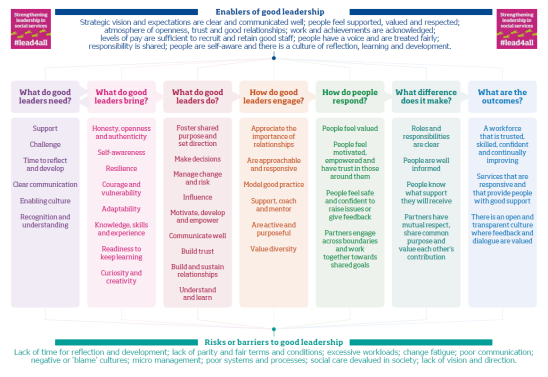 Strengthening
leadership in
social services
#lead4all
Enablers of good leadership
Strengthening
leadership in
social services
#lead4all
Strategic vision and expectations are clear and communicated well; people feel supported, valued and respected;
atmosphere of openness, trust and good relationships; work and achievements are acknowledged;
levels of pay are sufficient to recruit and retain good staff; people have a voice and are treated fairly;
responsibility is shared; people are self-aware and there is a culture of reflection, learning and development.
What do good
leaders need?
Support
Challenge
Time to reflect
and develop
Clear communication
Enabling culture
Recognition and
understanding
What do good
leaders bring?
Honesty, openness
and authenticity
Self-awareness
Resilience
Courage and
vulnerability
Adaptability
Knowledge, skills
and experience
Readiness to
keep learning
Curiosity and
creativity
What do good
leaders do?
Foster shared
purpose and
set direction
Make decisions
Manage change
and risk
Influence
Motivate, develop
and empower
Communicate well
Build trust
Build and sustain
relationships
Understand
and learn
How do good
leaders engage?
Appreciate the
importance of
relationships
Are approachable
and responsive
Model good practice
Support, coach
and mentor
Are active and
purposeful
Value diversity
How do people
respond?
People feel valued
People feel
motivated,
empowered and
have trust in those
around them
People feel safe
and confident to
raise issues or
give feedback
Partners engage
across boundaries
and work
together towards
shared goals
What difference
does it make?
Roles and
responsibilities
are clear
People are well
informed
People know
what support
they will receive
Partners have
mutual respect,
share common
purpose and
value each other's
contribution
What are the
outcomes?
A workforce
that is trusted,
skilled, confident
and continually
improving
Services that are
responsive and
that provide people
with good support
There is an open and
transparent culture
where feedback and
dialogue are valued
Risks or barriers to good leadership
Lack of time for reflection and development; lack of parity and fair terms and conditions; excessive workloads; change fatigue; poor communication;
negative or 'blame' cultures; micro management; poor systems and processes; social care devalued in society; lack of vision and direction.